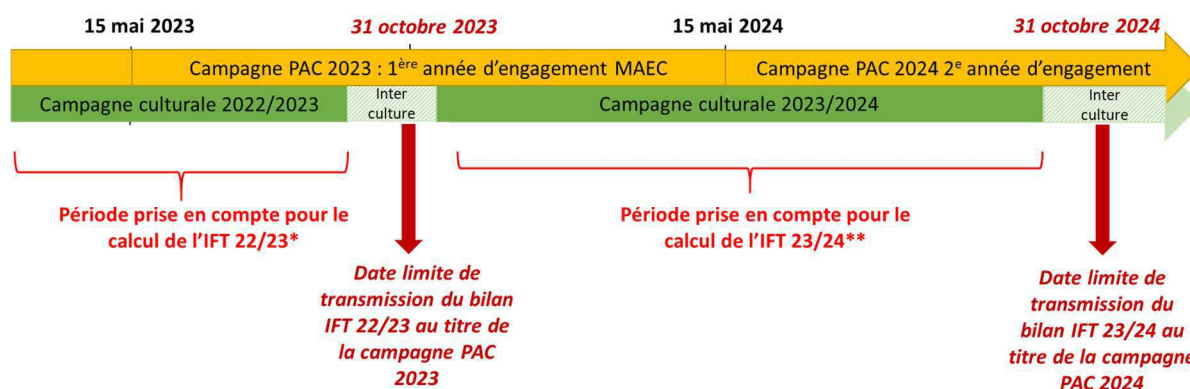 15 mai 2023
31 octobre 2023
15 mai 2024
31 octobre 2024
Campagne PAC 2023 : 1ère année d’engagement MAEC
Campagne PAC 2024 2e année d’engagement
Campagne culturale 2022/2023
Inter
culture
Campagne culturale 2023/2024
Inter
culture
Période prise en compte pour le
calcul de l’IFT 22/23*
Période prise en compte pour le
calcul de l’IFT 23/24**
Date limite de
transmission du bilan
IFT 22/23 au titre de
la campagne PAC
2023
Date limite de
transmission du
bilan IFT 23/24 au
titre de la campagne
PAC 2024